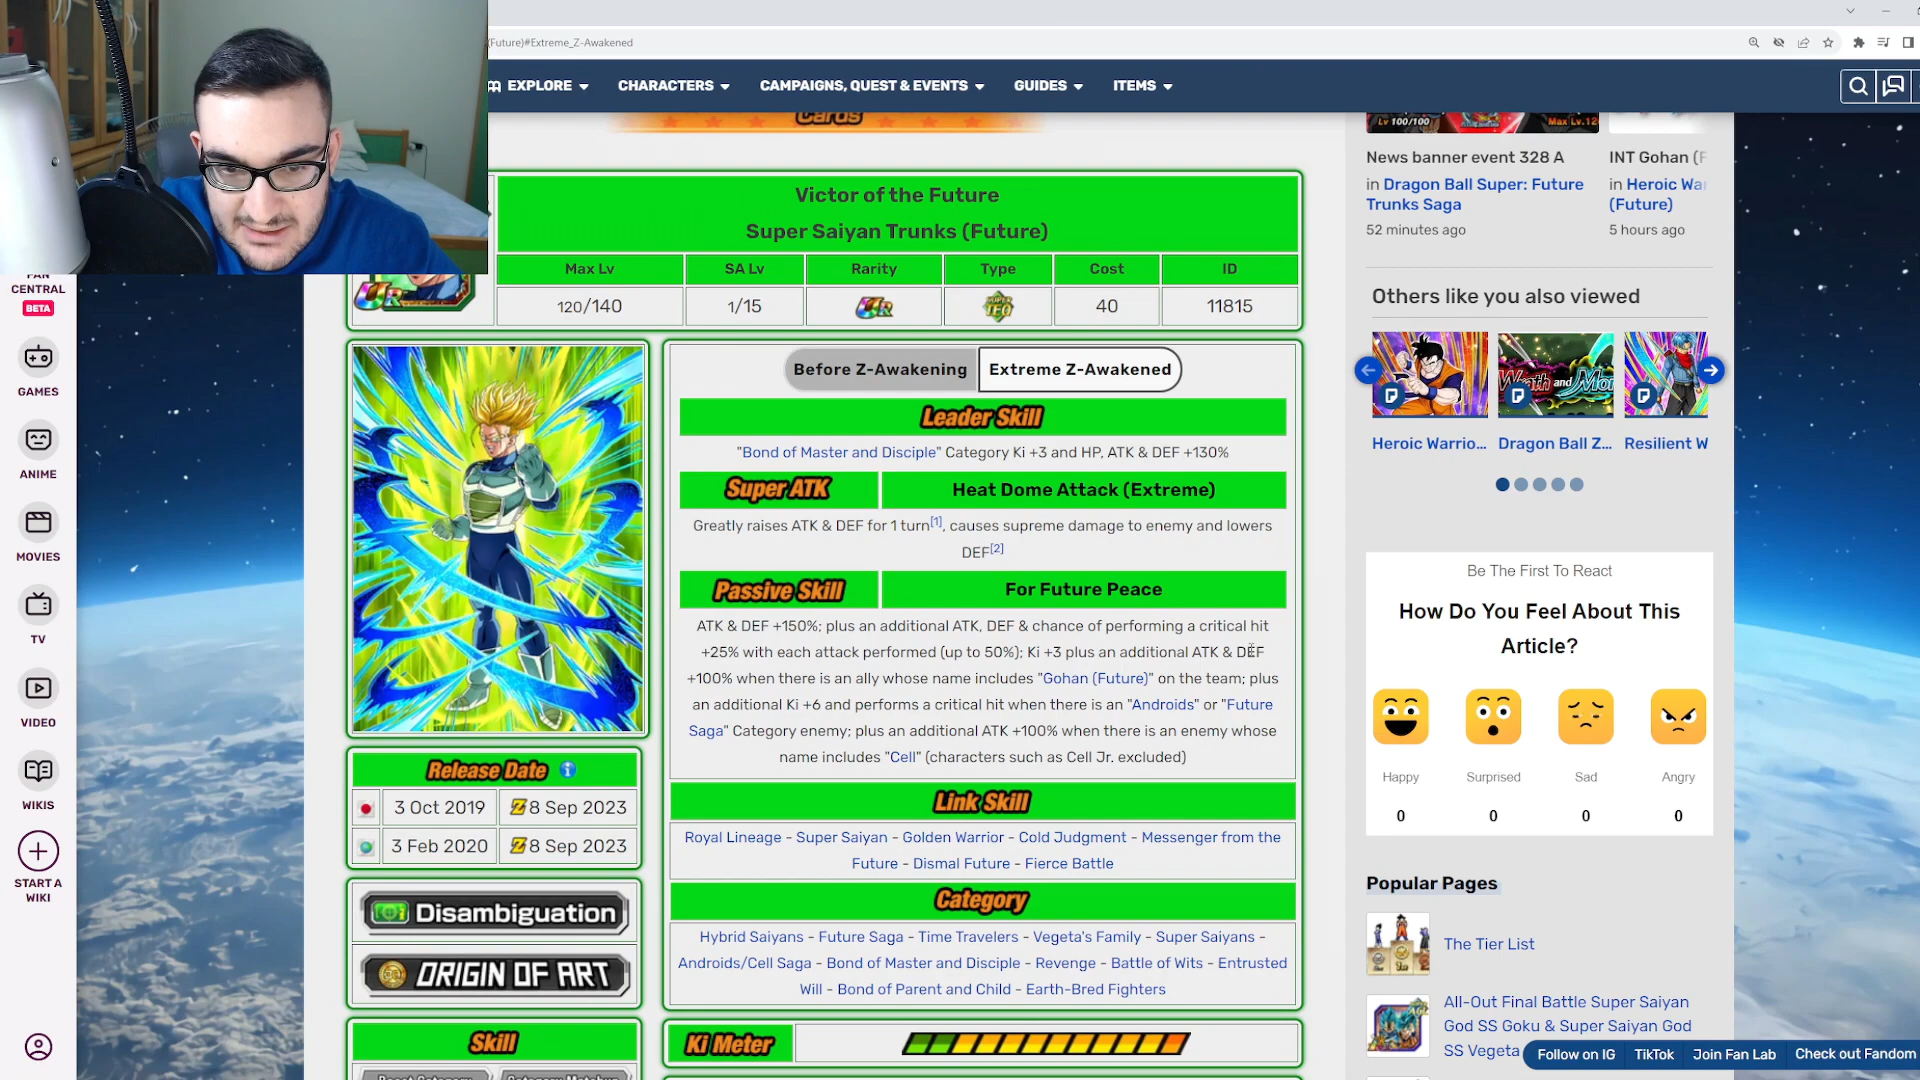 (Future)#Extreme_Z-Awakened
EXPLORE CHARACTERS CAMPAIGNS, QUEST & EVENTS GUIDES ITEMS
Cards
Victor of the Future
Super Saiyan Trunks (Future)
Max Lv SA Lv Rarity Type Cost ID
120/140 1/15 UR SUPER TEQ 40 11815
Before Z-Awakening Extreme Z-Awakened
Leader Skill
"Bond of Master and Disciple" Category Ki +3 and HP, ATK & DEF +130%
Super ATK Heat Dome Attack (Extreme)
Greatly raises ATK & DEF for 1 turn[1], causes supreme damage to enemy and lowers
DEF[2]
Passive Skill For Future Peace
ATK & DEF +150%; plus an additional ATK, DEF & chance of performing a critical hit
+25% with each attack performed (up to 50%); Ki +3 plus an additional ATK & DEF
+100% when there is an ally whose name includes "Gohan (Future)" on the team; plus
an additional Ki +6 and performs a critical hit when there is an "Androids" or "Future
Saga" Category enemy; plus an additional ATK +100% when there is an enemy whose
name includes "Cell" (characters such as Cell Jr. excluded)
Link Skill
Royal Lineage - Super Saiyan - Golden Warrior - Cold Judgment - Messenger from the
Future - Dismal Future - Fierce Battle
Category
Hybrid Saiyans - Future Saga - Time Travelers - Vegeta's Family - Super Saiyans -
Androids/Cell Saga - Bond of Master and Disciple - Revenge - Battle of Wits - Entrusted
Will - Bond of Parent and Child - Earth-Bred Fighters
Ki Meter
Release Date
3 Oct 2019 Z 8 Sep 2023
3 Feb 2020 Z 8 Sep 2023
Disambiguation
ORIGIN OF ART
Skill
FAN
CENTRAL
BETA
GAMES
ANIME
MOVIES
TV
VIDEO
WIKIS
START A
WIKI
Lv 100/100 Max Lv.12
News banner event 328 A
in Dragon Ball Super: Future
Trunks Saga
52 minutes ago
INT Gohan (F
in Heroic Wa
(Future)
5 hours ago
Others like you also viewed
Wrath and
Heroic Warrio... Dragon Ball Z... Resilient W
Be The First To React
How Do You Feel About This
Article?
Happy Surprised Sad Angry
0 0 0 0
Popular Pages
The Tier List
All-Out Final Battle Super Saiyan
God SS Goku & Super Saiyan God
SS Vegeta
Follow on IG TikTok Join Fan Lab Check out Fandom